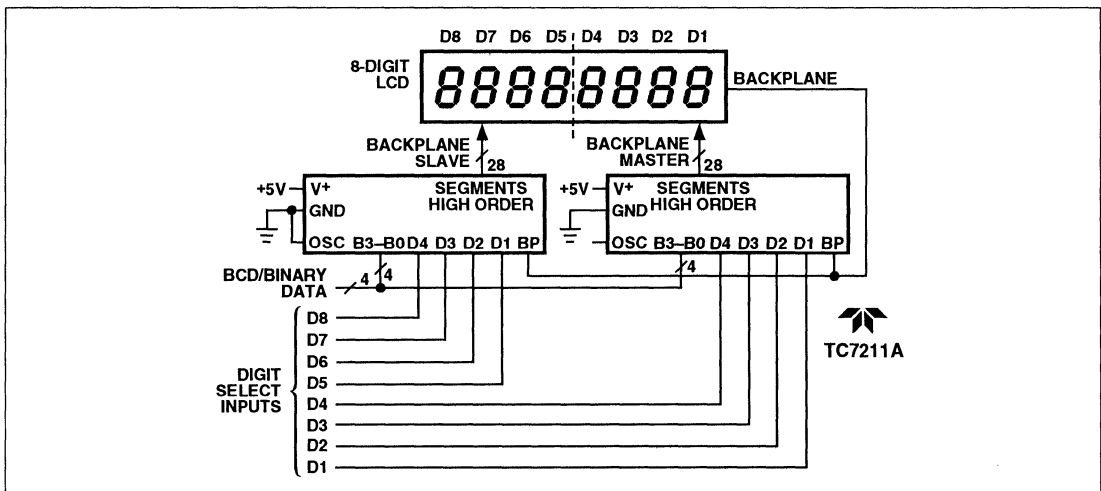 D8 D7 D6 D5 D4 D3 D2 D1
8-DIGIT
LCD
88888888
BACKPLANE
BACKPLANE
SLAVE
28
BACKPLANE
MASTER
28
+5V
V+
SEGMENTS
HIGH ORDER
GND
OSC B3–B0 D4 D3 D2 D1 BP
+5V
V+
SEGMENTS
HIGH ORDER
GND
OSC B3–B0 D4 D3 D2 D1 BP
4
4
BCD/BINARY
DATA
4
TC7211A
DIGIT
SELECT
INPUTS
D8
D7
D6
D5
D4
D3
D2
D1